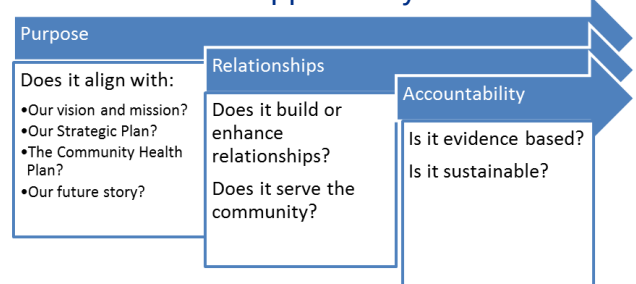 Purpose
Does it align with:
•Our vision and mission?
•Our Strategic Plan?
•The Community Health
Plan?
•Our future story?
Relationships
Does it build or
enhance
relationships?
Does it serve the
community?
Accountability
Is it evidence based?
Is it sustainable?